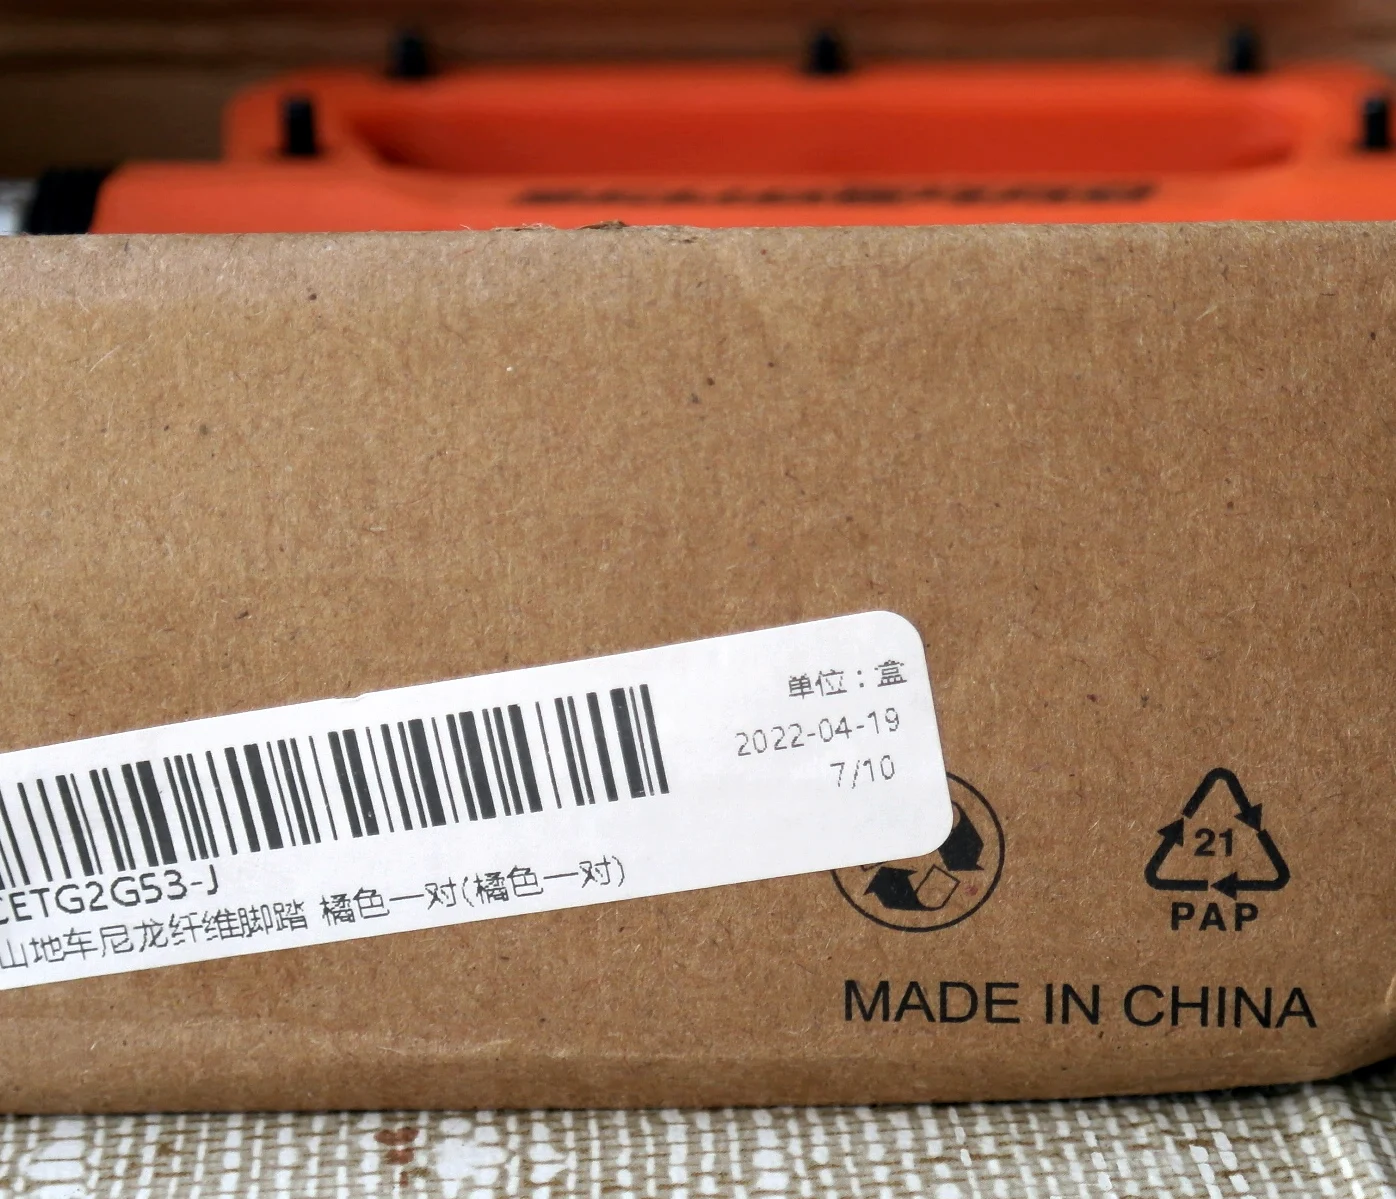 单位：盒
2022-04-19
7/10
CETG2G53-J
山地车尼龙纤维脚踏 橘色一对(橘色一对)
21
PAP
MADE IN CHINA